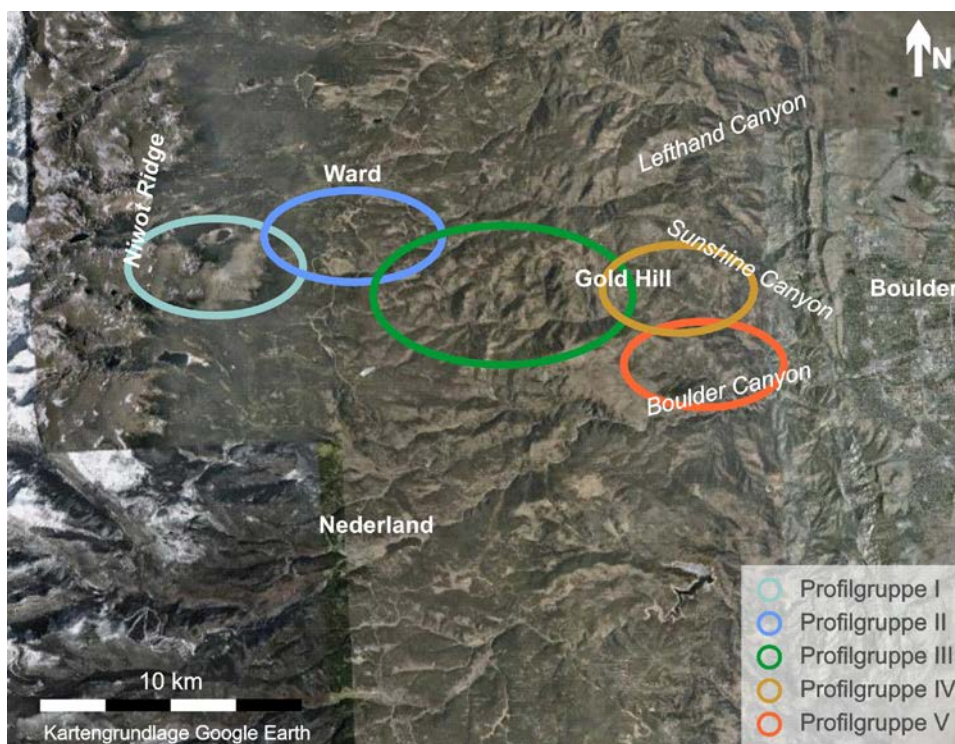 N
Lefthand Canyon
Ward
Niwot Ridge
Sunshine Canyon
Gold Hill
Boulder
Boulder Canyon
Nederland
Profilgruppe I
Profilgruppe II
Profilgruppe III
Profilgruppe IV
Profilgruppe V
10 km
Kartengrundlage Google Earth